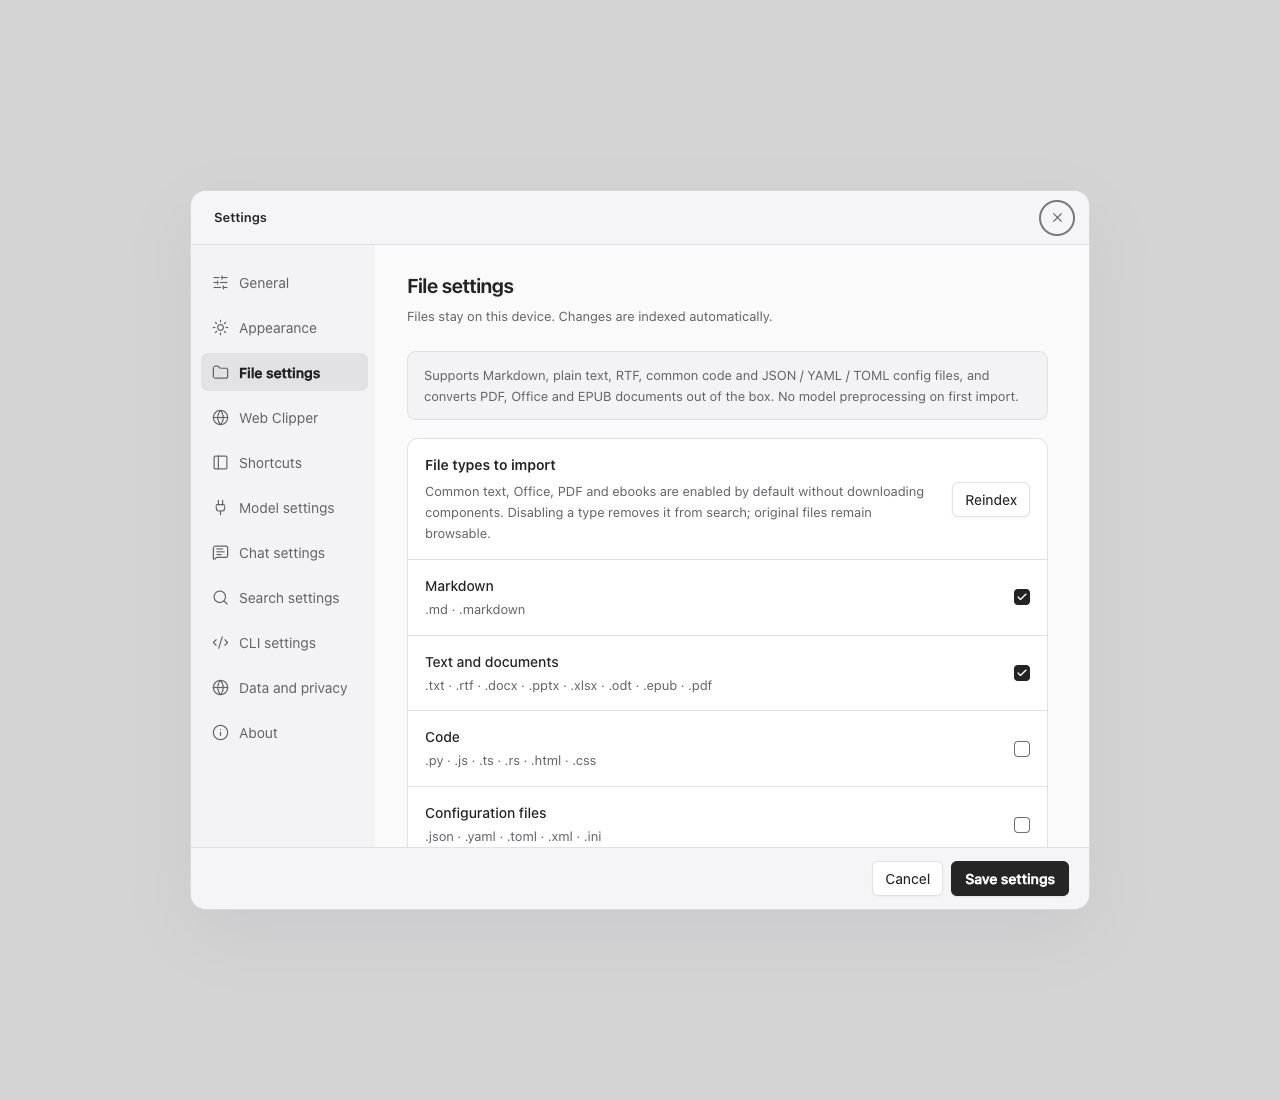 Settings
General
Appearance
File settings
Web Clipper
Shortcuts
Model settings
Chat settings
Search settings
CLI settings
Data and privacy
About
File settings
Files stay on this device. Changes are indexed automatically.
Supports Markdown, plain text, RTF, common code and JSON / YAML / TOML config files, and
converts PDF, Office and EPUB documents out of the box. No model preprocessing on first import.
File types to import
Common text, Office, PDF and ebooks are enabled by default without downloading
components. Disabling a type removes it from search; original files remain
browsable.
Reindex
Markdown
.md · .markdown
Text and documents
.txt · .rtf · .docx · .pptx · .xlsx · .odt · .epub · .pdf
Code
.py · .js · .ts · .rs · .html · .css
Configuration files
.json · .yaml · .toml · .xml · .ini
Cancel
Save settings